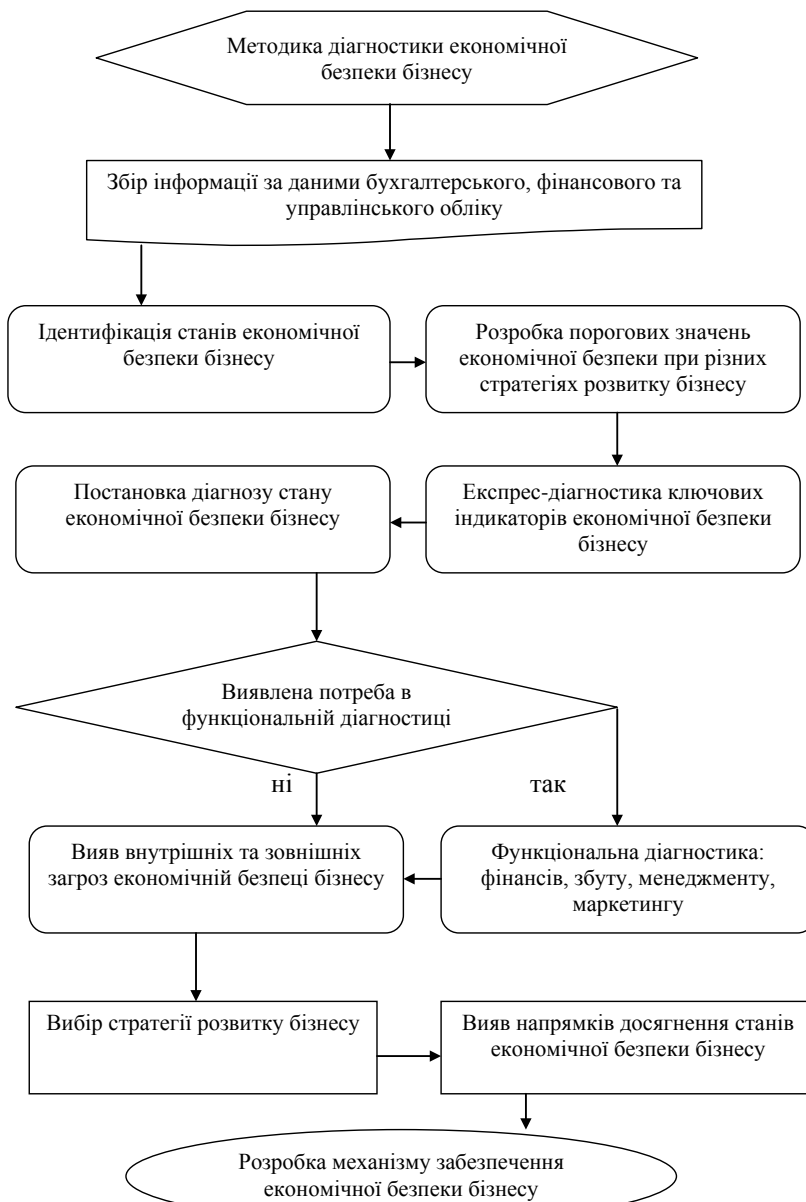 Методика діагностики економічної
безпеки бізнесу
Збір інформації за даними бухгалтерського, фінансового та
управлінського обліку
Ідентифікація станів економічної
безпеки бізнесу
Розробка порогових значень
економічної безпеки при різних
стратегіях розвитку бізнесу
Експрес-діагностика ключових
індикаторів економічної безпеки
бізнесу
Постановка діагнозу стану
економічної безпеки бізнесу
Виявлена потреба в
функціональній діагностиці
ні
так
Вияв внутрішніх та зовнішніх
загроз економічній безпеці бізнесу
Функціональна діагностика:
фінансів, збуту, менеджменту,
маркетингу
Вибір стратегії розвитку бізнесу
Вияв напрямків досягнення станів
економічної безпеки бізнесу
Розробка механізму забезпечення
економічної безпеки бізнесу